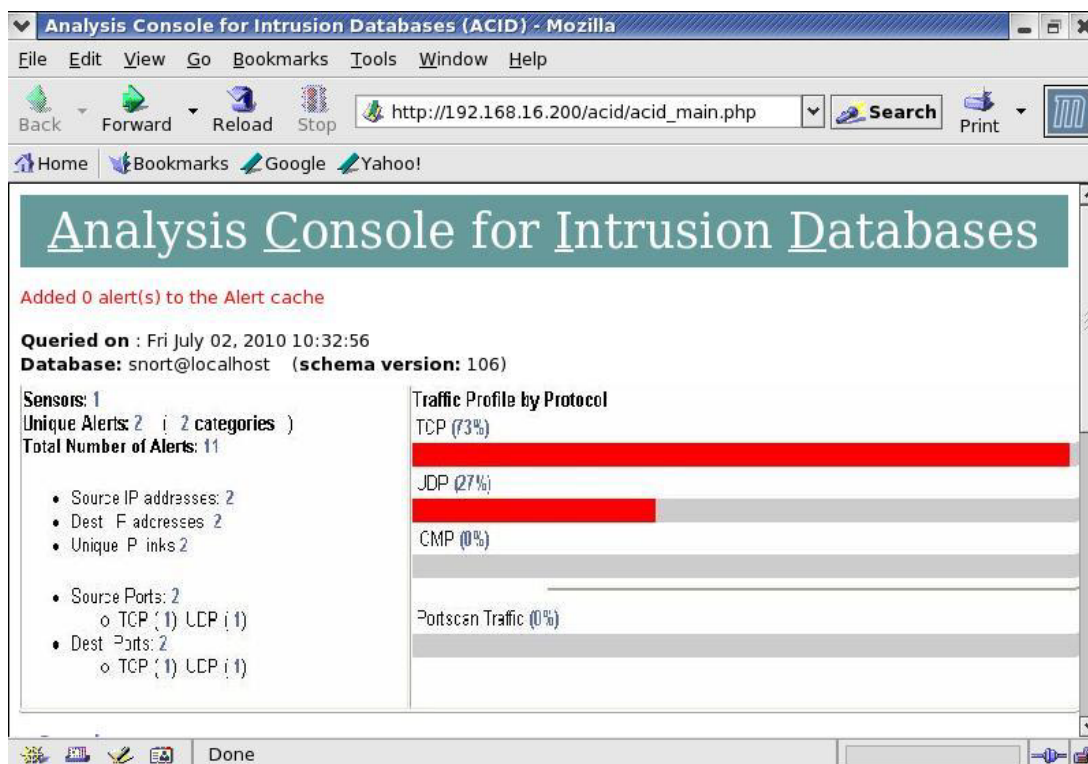 Analysis Console for Intrusion Databases (ACID) - Mozilla
File Edit View Go Bookmarks Tools Window Help
Back Forward Reload Stop http://192.168.16.200/acid/acid_main.php Search Print
Home Bookmarks Google Yahoo!
Analysis Console for Intrusion Databases
Added 0 alert(s) to the Alert cache
Queried on : Fri July 02, 2010 10:32:56
Database: snort@localhost (schema version: 106)
Sensors: 1
Unique Alerts: 2 ( 2 categories )
Total Number of Alerts: 11
• Source IP addresses: 2
• Dest F adcresses 2
• Unique P inks 2
• Source Ports: 2
o TCP ( 1) UDP ( 1)
• Dest Ports: 2
o TCP ( 1) UDP ( 1)
Traffic Profile by Protocol
TCP (73%)
JDP (27%)
CMP (0%)
Portscan Traffic (0%)
Done